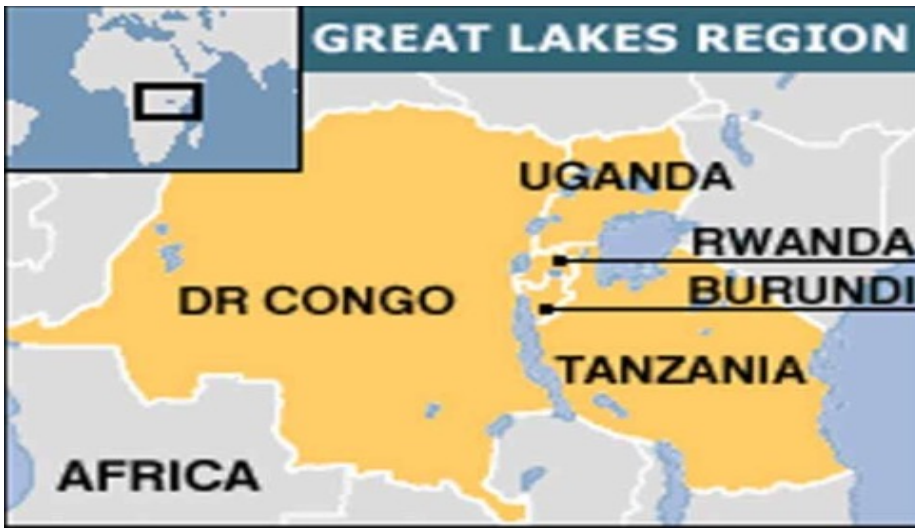 GREAT LAKES REGION
UGANDA
RWANDA
DR CONGO
BURUNDI
TANZANIA
AFRICA